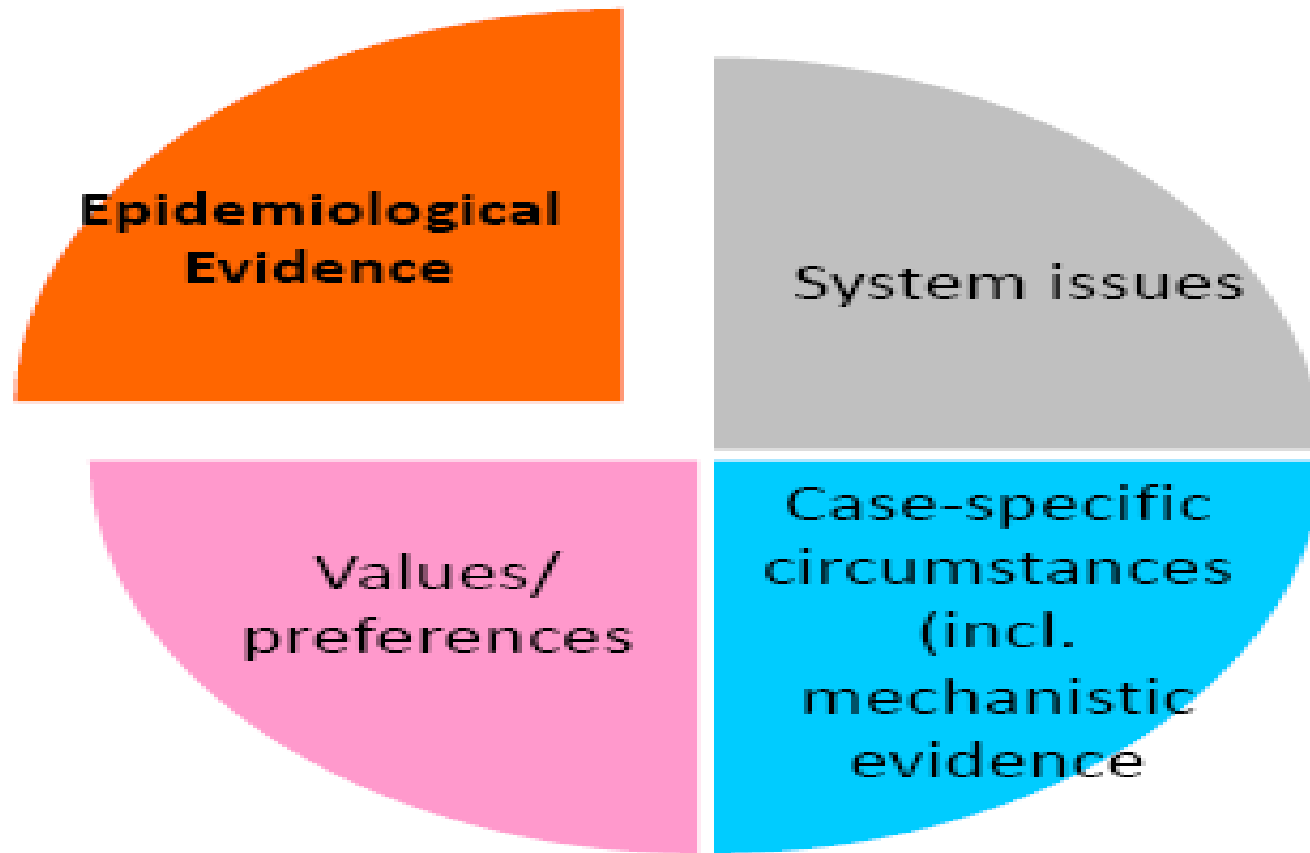 Epidemiological
Evidence
System issues
Values/
preferences
Case-specific
circumstances
(incl.
mechanistic
evidence